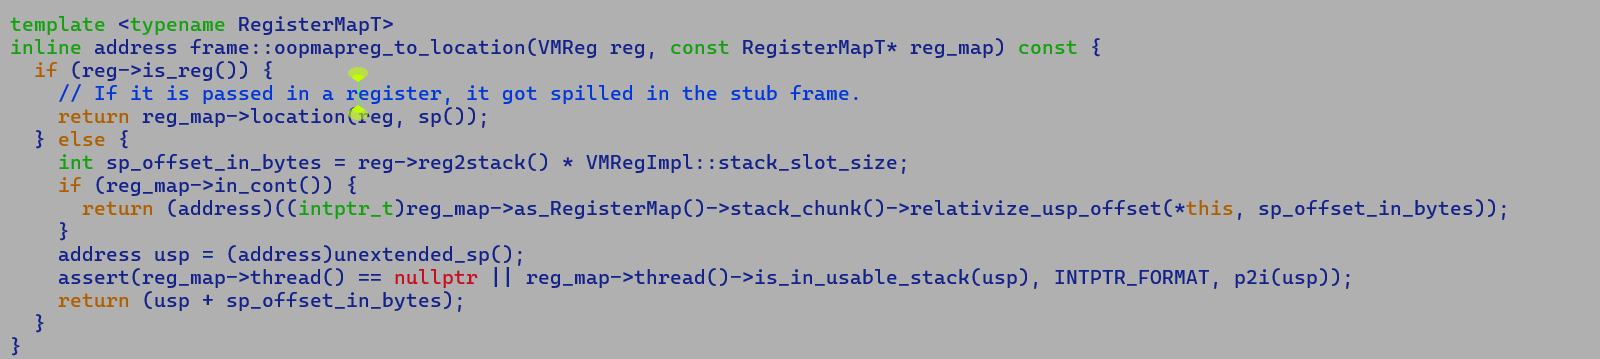 template <typename RegisterMapT>
inline address frame::oopmapreg_to_location(VMReg reg, const RegisterMapT* reg_map) const {
  if (reg->is_reg()) {
    // If it is passed in a register, it got spilled in the stub frame.
    return reg_map->location(reg, sp());
  } else {
    int sp_offset_in_bytes = reg->reg2stack() * VMRegImpl::stack_slot_size;
    if (reg_map->in_cont()) {
      return (address)((intptr_t)reg_map->as_RegisterMap()->stack_chunk()->relativize_usp_offset(*this, sp_offset_in_bytes));
    }
    address usp = (address)unextended_sp();
    assert(reg_map->thread() == nullptr || reg_map->thread()->is_in_usable_stack(usp), INTPTR_FORMAT, p2i(usp));
    return (usp + sp_offset_in_bytes);
  }
}